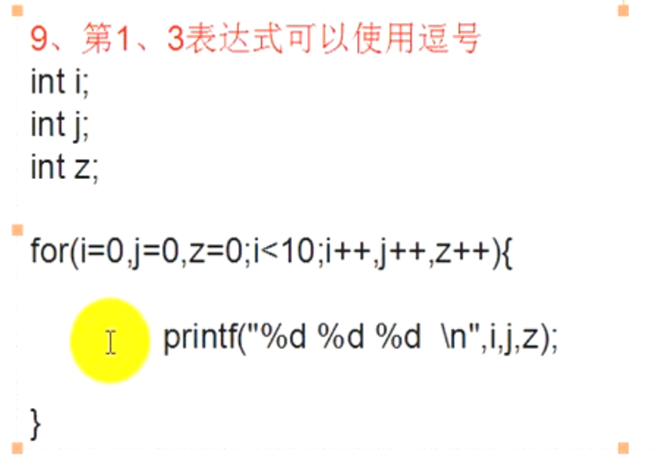 9、第1、3表达式可以使用逗号
int i;
int j;
int z;
for(i=0,j=0,z=0;i<10;i++,j++,z++){
printf("%d %d %d  \n",i,j,z);
}